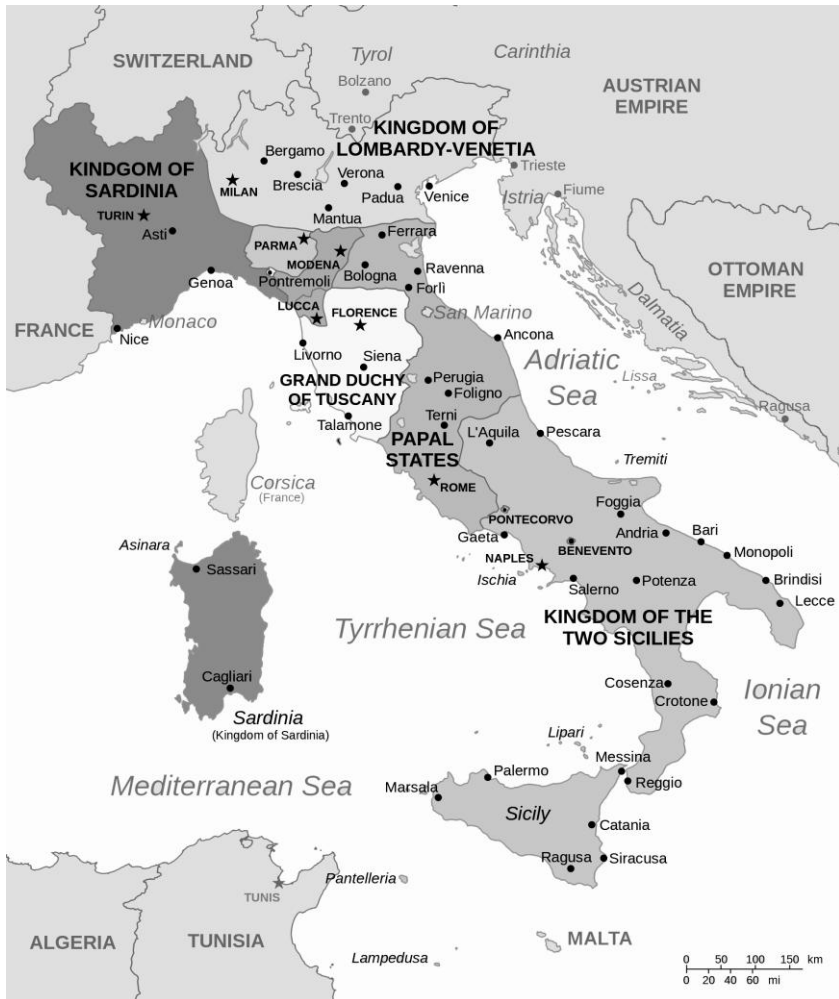 SWITZERLAND
Tyrol
Carinthia
Bolzano
AUSTRIAN
EMPIRE
Trento
KINGDOM OF
LOMBARDY-VENETIA
Bergamo
KINDGOM OF
SARDINIA
MILAN
Brescia
Verona
Padua
Venice
Trieste
Istria
Fiume
TURIN
Asti
Mantua
PARMA
Ferrara
MODENA
Bologna
Ravenna
OTTOMAN
EMPIRE
Genoa
Pontremoli
Forlì
LUCCA
FLORENCE
San Marino
Dalmatia
FRANCE
Monaco
Nice
Ancona
Livorno
Siena
Adriatic
Sea
GRAND DUCHY
OF TUSCANY
Perugia
Foligno
Lissa
Talamone
Terni
Ragusa
PAPAL
STATES
L'Aquila
Pescara
Corsica
(France)
ROME
Tremiti
Foggia
PONTECORVO
Asinara
Gaeta
Andria
Bari
BENEVENTO
NAPLES
Monopoli
Sassari
Ischia
Salerno
Potenza
Brindisi
Lecce
Tyrrhenian Sea
KINGDOM OF THE
TWO SICILIES
Cagliari
Cosenza
Crotone
Ionian
Sea
Sardinia
(Kingdom of Sardinia)
Lipari
Messina
Mediterranean Sea
Palermo
Reggio
Marsala
Sicily
Catania
Ragusa
Siracusa
Pantelleria
TUNIS
ALGERIA
TUNISIA
MALTA
Lampedusa
0 50 100 150 km
0 20 40 60 mi